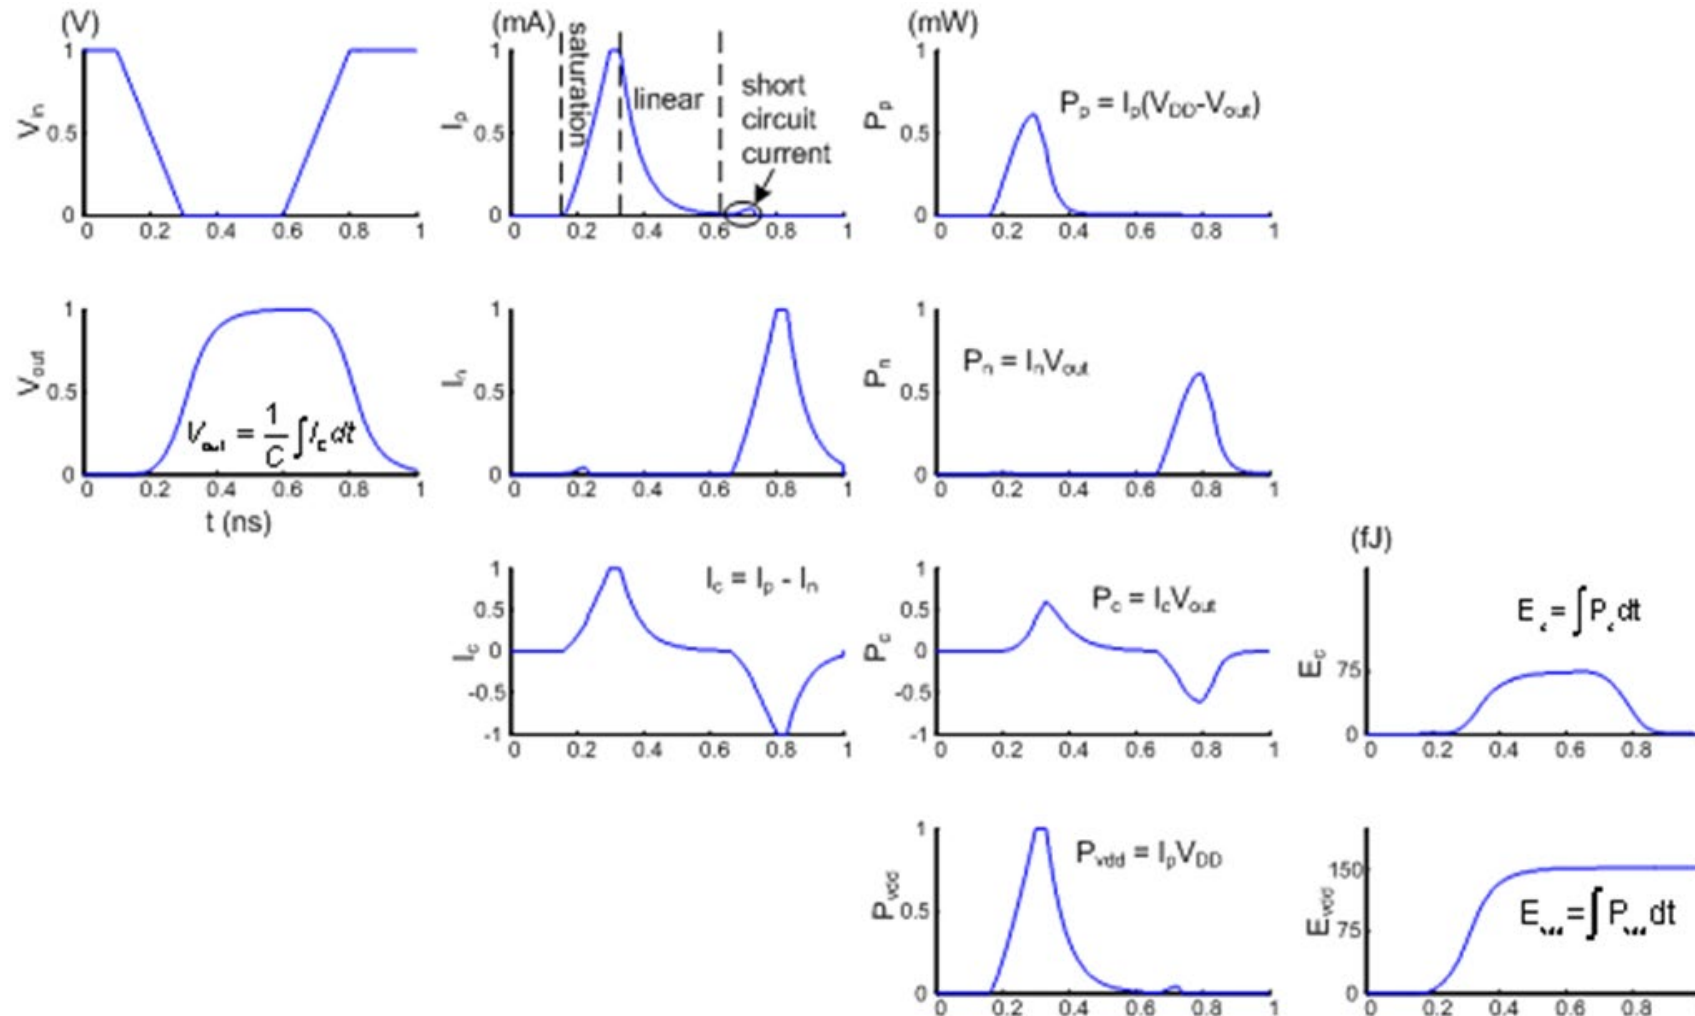 (V)
V_in
1
0.5
0
0 0.2 0.4 0.6 0.8 1
(mA)
I_p
1
0.5
0
saturation
linear
short
circuit
current
0 0.2 0.4 0.6 0.8 1
(mW)
P_p
1
0.5
0
P_p = I_p(V_DD-V_out)
0 0.2 0.4 0.6 0.8 1
V_out
1
0.5
0
V_out = 1/C ∫I_c dt
0 0.2 0.4 0.6 0.8 1
t (ns)
I_n
1
0.5
0
0 0.2 0.4 0.6 0.8 1
P_n
1
0.5
0
P_n = I_nV_out
0 0.2 0.4 0.6 0.8 1
I_c
1
0.5
0
-0.5
-1
I_c = I_p - I_n
0 0.2 0.4 0.6 0.8 1
P_c
1
0.5
0
-0.5
-1
P_c = I_cV_out
0 0.2 0.4 0.6 0.8 1
(fJ)
E_c
75
0
E_c = ∫P_c dt
0 0.2 0.4 0.6 0.8
P_vdd
1
0.5
0
P_vdd = I_pV_DD
0 0.2 0.4 0.6 0.8 1
E_vdd
150
75
0
E_vdd = ∫P_vdd dt
0 0.2 0.4 0.6 0.8